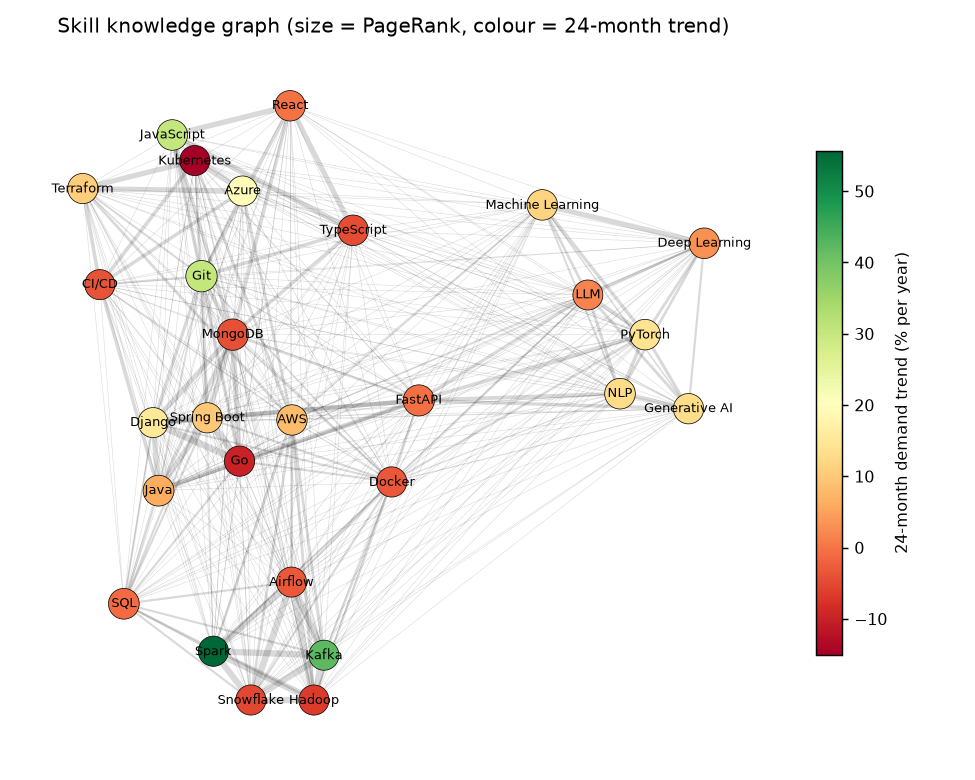 Skill knowledge graph (size = PageRank, colour = 24-month trend)
React
JavaScript
Kubernetes
Terraform
Azure
Machine Learning
TypeScript
Deep Learning
Git
CI/CD
LLM
MongoDB
PyTorch
NLP
FastAPI
Generative AI
Django
Spring Boot
AWS
Go
Docker
Java
Airflow
SQL
Spark
Kafka
Snowflake
Hadoop
50
40
30
20
10
0
−10
24-month demand trend (% per year)